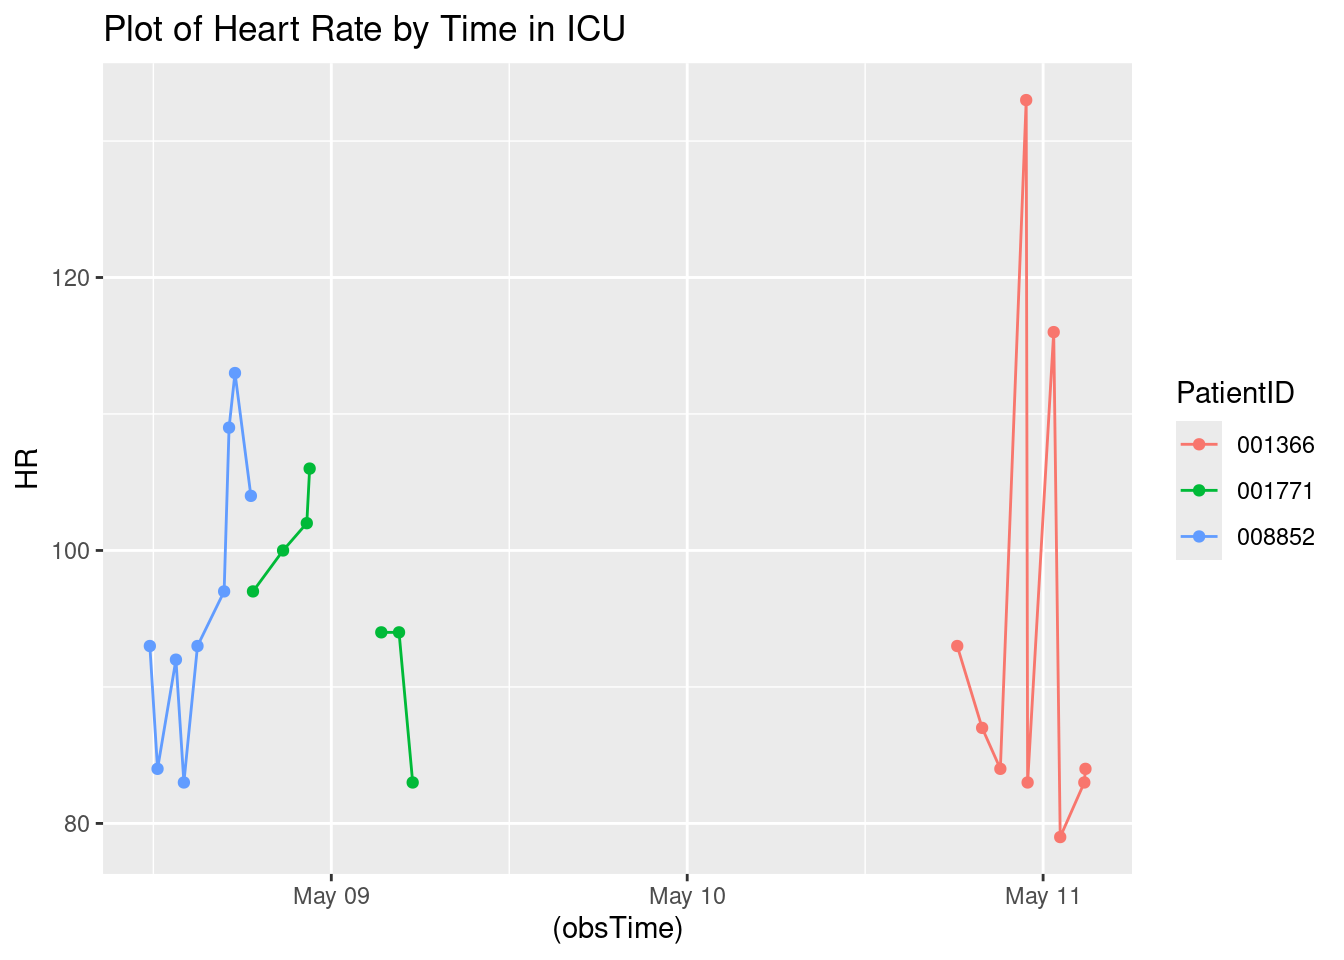 Plot of Heart Rate by Time in ICU
HR
120
100
80
May 09
May 10
May 11
(obsTime)
PatientID
001366
001771
008852